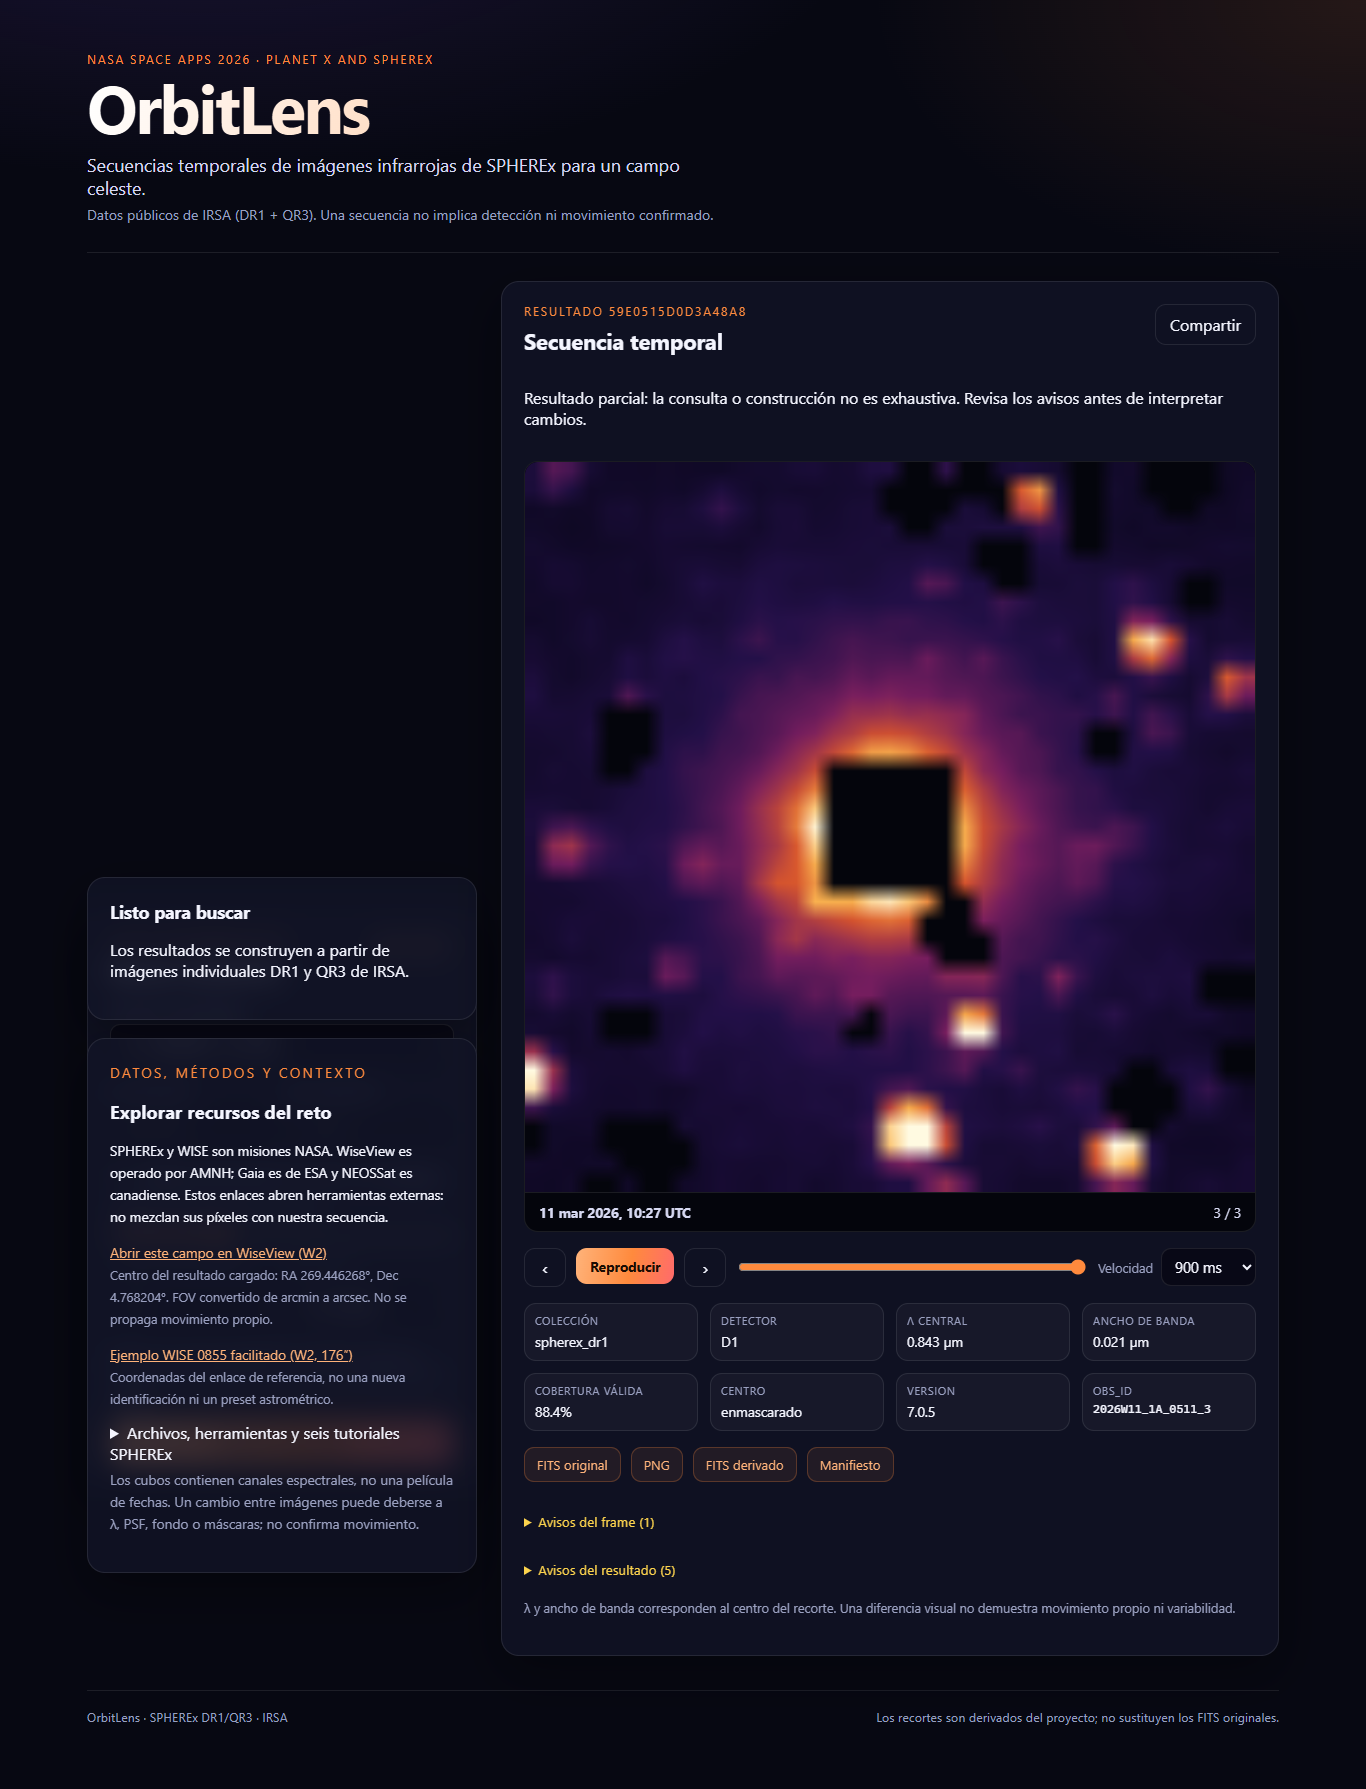 NASA SPACE APPS 2026 · PLANET X AND SPHEREX
OrbitLens
Secuencias temporales de imágenes infrarrojas de SPHEREx para un campo
celeste.
Datos públicos de IRSA (DR1 + QR3). Una secuencia no implica detección ni movimiento confirmado.
Listo para buscar
Los resultados se construyen a partir de
imágenes individuales DR1 y QR3 de IRSA.
DATOS, MÉTODOS Y CONTEXTO
Explorar recursos del reto
SPHEREx y WISE son misiones NASA. WiseView es
operado por AMNH; Gaia es de ESA y NEOSSat es
canadiense. Estos enlaces abren herramientas externas:
no mezclan sus píxeles con nuestra secuencia.
Abrir este campo en WiseView (W2)
Centro del resultado cargado: RA 269.446268°, Dec
4.768204°. FOV convertido de arcmin a arcsec. No se
propaga movimiento propio.
Ejemplo WISE 0855 facilitado (W2, 176″)
Coordenadas del enlace de referencia, no una nueva
identificación ni un preset astrométrico.
▶ Archivos, herramientas y seis tutoriales
SPHEREx
Los cubos contienen canales espectrales, no una película
de fechas. Un cambio entre imágenes puede deberse a
λ, PSF, fondo o máscaras; no confirma movimiento.
RESULTADO 59E0515D0D3A48A8
Secuencia temporal
Compartir
Resultado parcial: la consulta o construcción no es exhaustiva. Revisa los avisos antes de interpretar
cambios.
11 mar 2026, 10:27 UTC
3 / 3
‹
Reproducir
›
Velocidad
900 ms
COLECCIÓN
spherex_dr1
DETECTOR
D1
Λ CENTRAL
0.843 µm
ANCHO DE BANDA
0.021 µm
COBERTURA VÁLIDA
88.4%
CENTRO
enmascarado
VERSION
7.0.5
OBS_ID
2026W11_1A_0511_3
FITS original
PNG
FITS derivado
Manifiesto
▶ Avisos del frame (1)
▶ Avisos del resultado (5)
λ y ancho de banda corresponden al centro del recorte. Una diferencia visual no demuestra movimiento propio ni variabilidad.
OrbitLens · SPHEREx DR1/QR3 · IRSA
Los recortes son derivados del proyecto; no sustituyen los FITS originales.